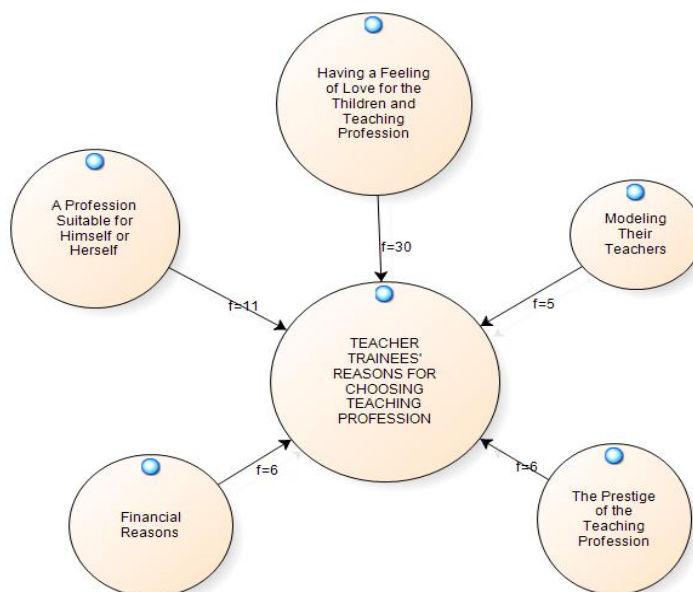 Having a Feeling
of Love for the
Thildren and
Teaching
Profession
A Profession
Suitable for
Himself or
Herself
Modeling
Their
Teachers
f=30
f=11
f=5
TEACHER
TRAINEES'
REASONS FOR
CHOOSING
TEACHING
PROFESSION
f=6
f=6
Financial
Reasons
The Prestige
of the
Teaching
Profession